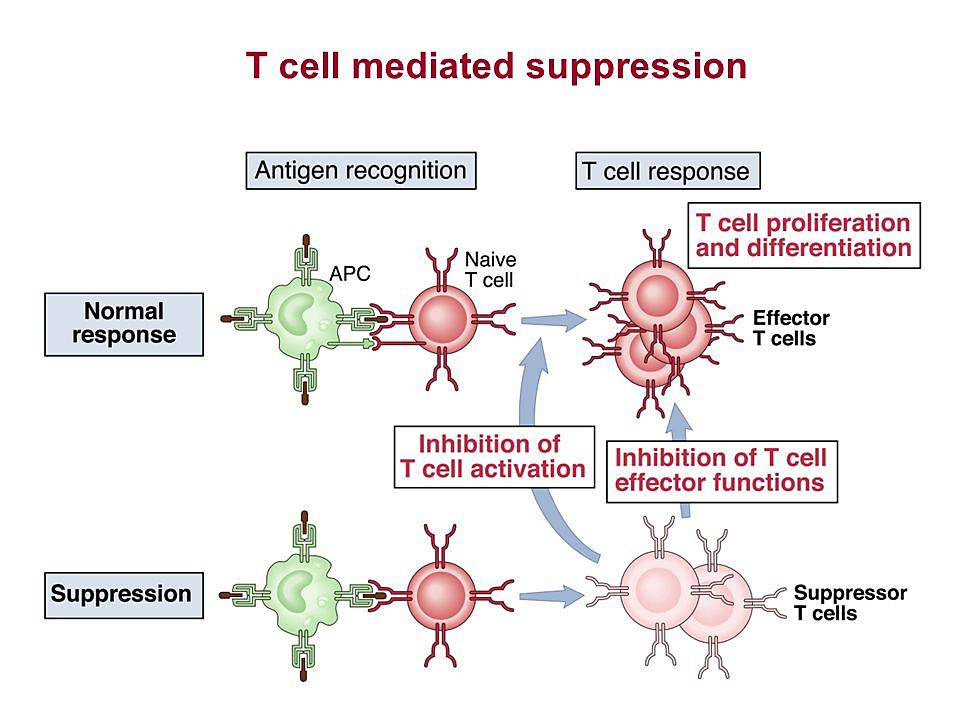 T cell mediated suppression
Antigen recognition
T cell response
T cell proliferation
and differentiation
APC
Naive
T cell
Normal
response
Effector
T cells
Inhibition of
T cell activation
Inhibition of T cell
effector functions
Suppression
Suppressor
T cells